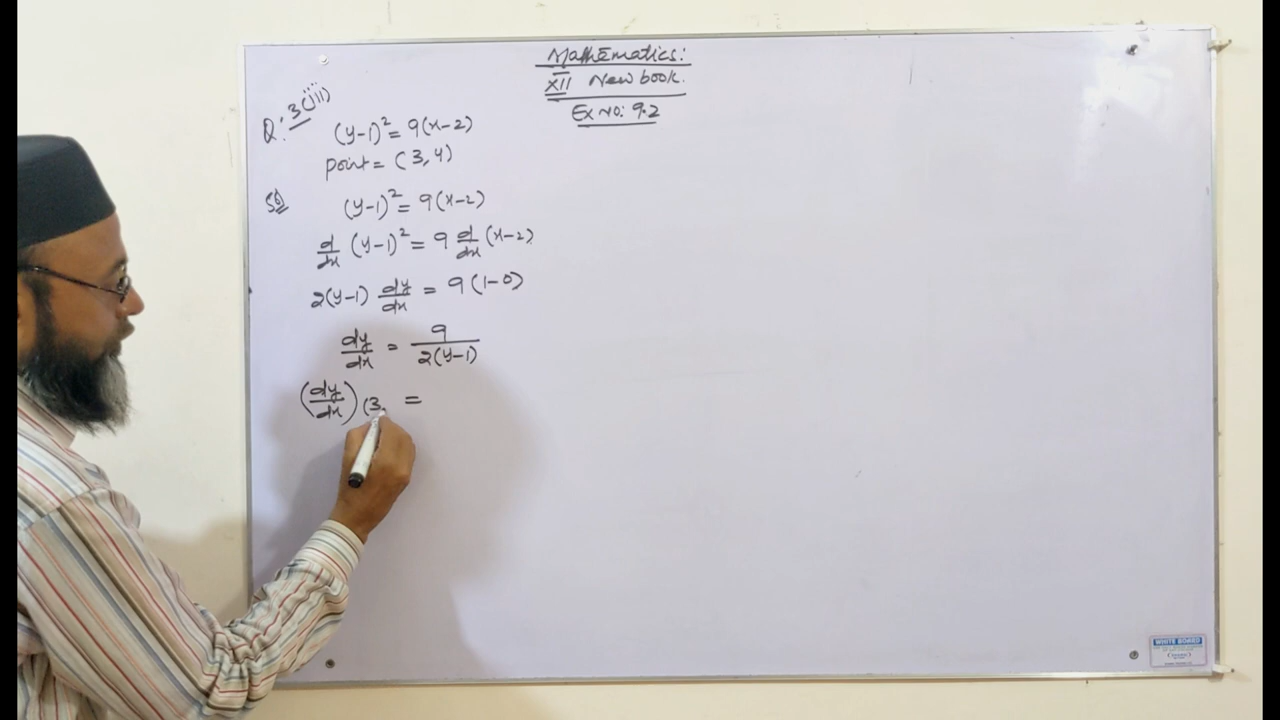 Mathematics:
XII New book.
Ex No: 9.2
Q: 3(iii)
(y-1)² = 9(x-2)
point = (3,4)
Sol
(y-1)² = 9(x-2)
d/dx (y-1)² = 9 d/dx (x-2)
2(y-1) dy/dx = 9(1-0)
dy/dx = 9/2(y-1)
(dy/dx)(3, =
WHITE BOARD